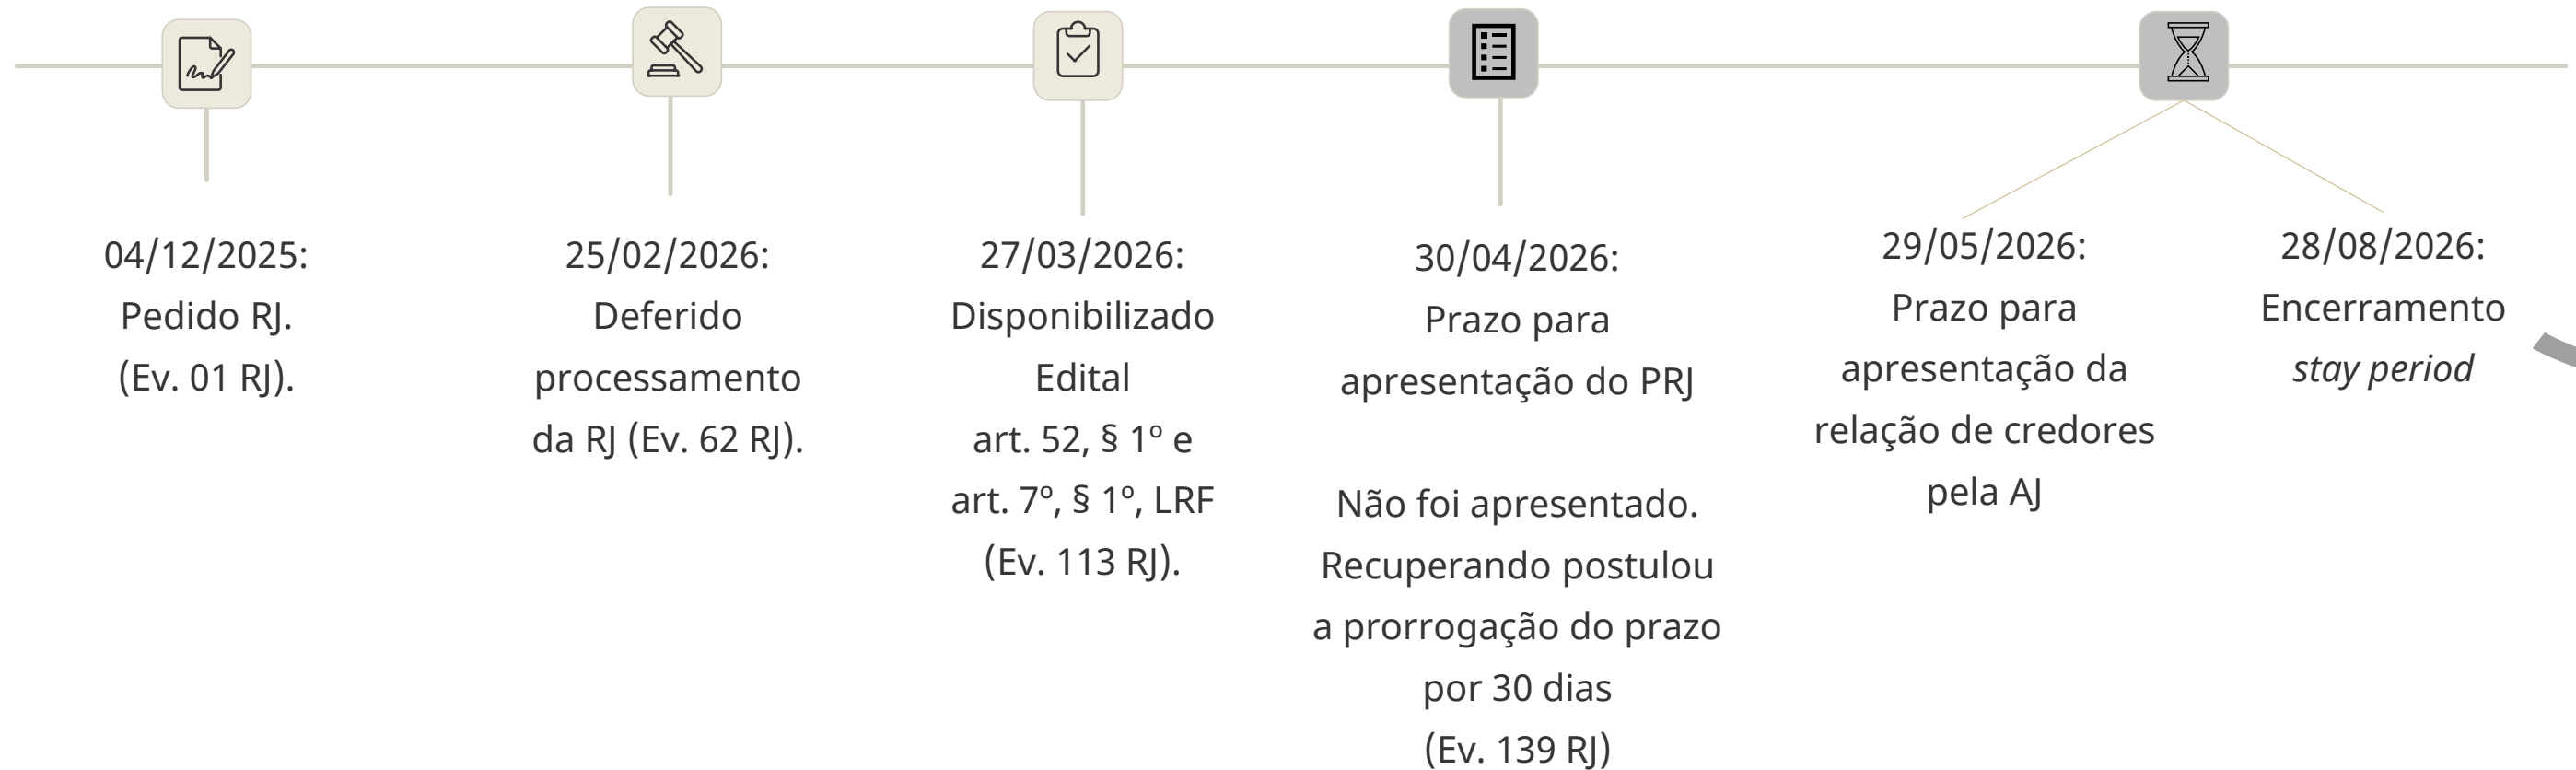 04/12/2025:
Pedido RJ.
(Ev. 01 RJ).
25/02/2026:
Deferido
processamento
da RJ (Ev. 62 RJ).
27/03/2026:
Disponibilizado
Edital
art. 52, § 1º e
art. 7º, § 1º, LRF
(Ev. 113 RJ).
30/04/2026:
Prazo para
apresentação do PRJ
Não foi apresentado.
Recuperando postulou
a prorrogação do prazo
por 30 dias
(Ev. 139 RJ)
29/05/2026:
Prazo para
apresentação da
relação de credores
pela AJ
28/08/2026:
Encerramento
stay period